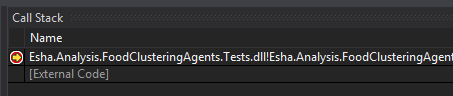 Call Stack
Name
Esha.Analysis.FoodClusteringAgents.Tests.dll!Esha.Analysis.FoodClusteringAgent
[External Code]